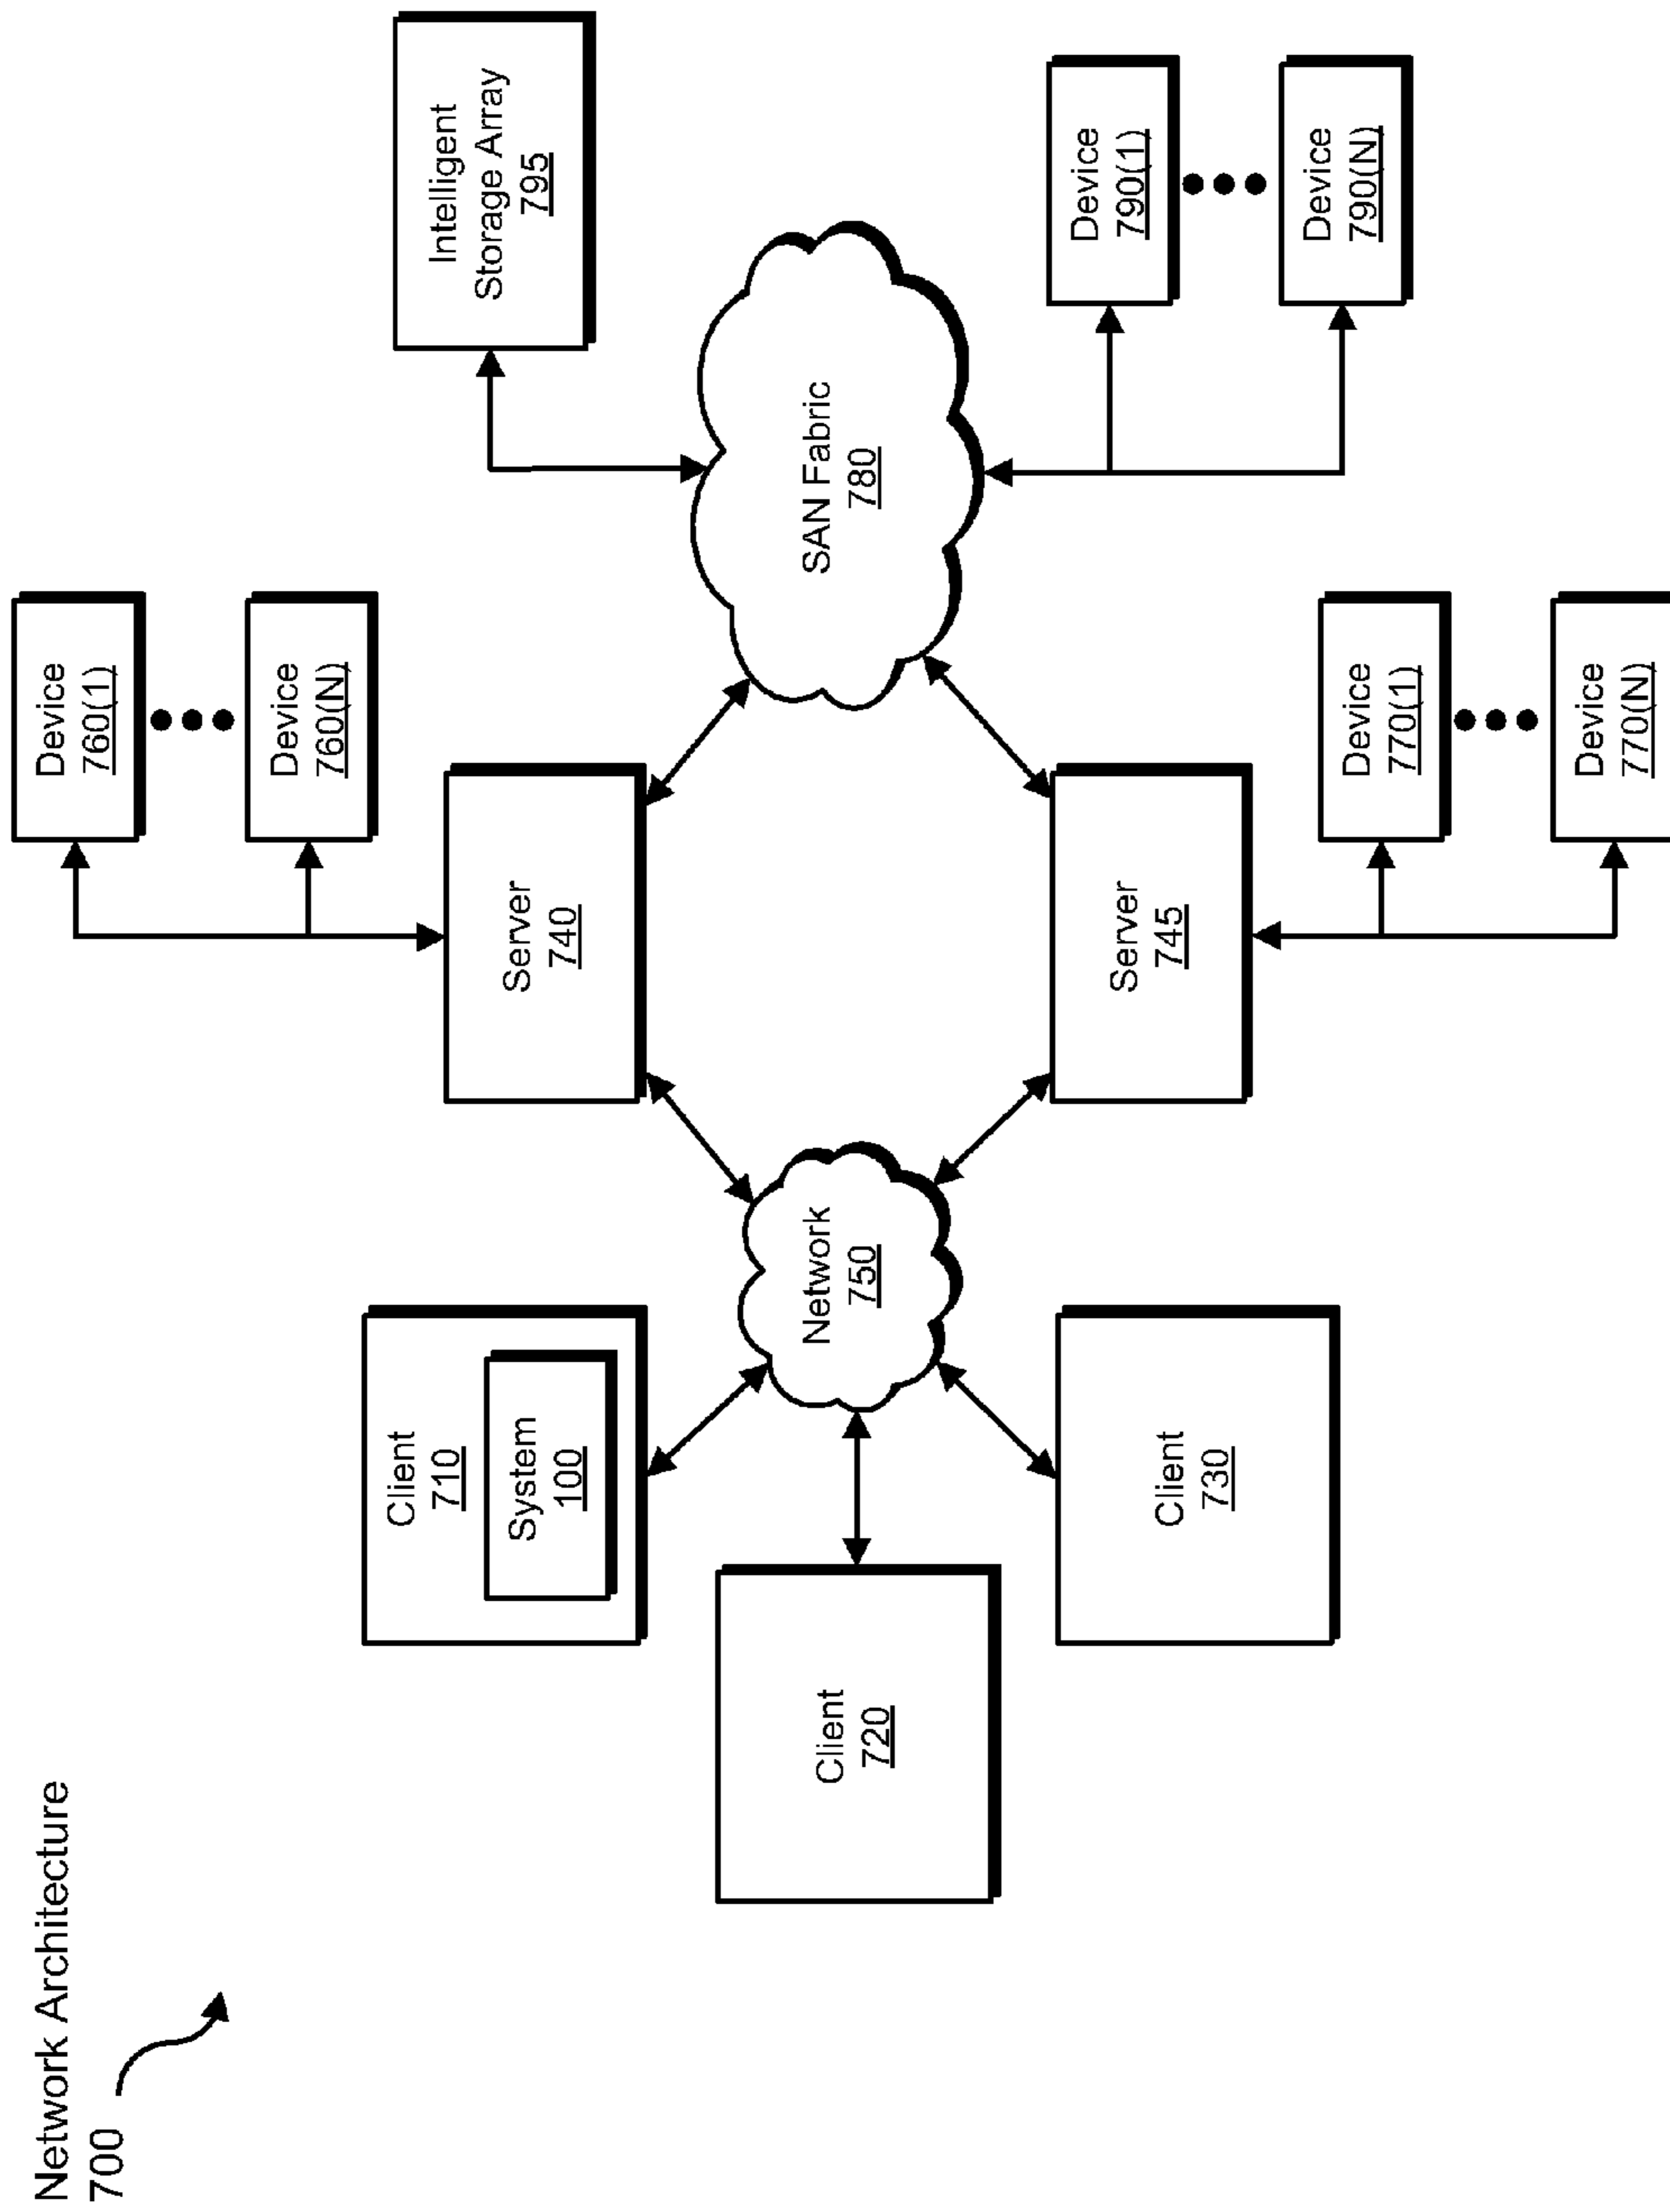 Network Architecture
700
Client
710
System
100
Client
720
Client
730
Network
750
Device
760(1)
Device
760(N)
Server
740
Server
745
Device
770(1)
Device
770(N)
SAN Fabric
780
Intelligent
Storage Array
795
Device
790(1)
Device
790(N)